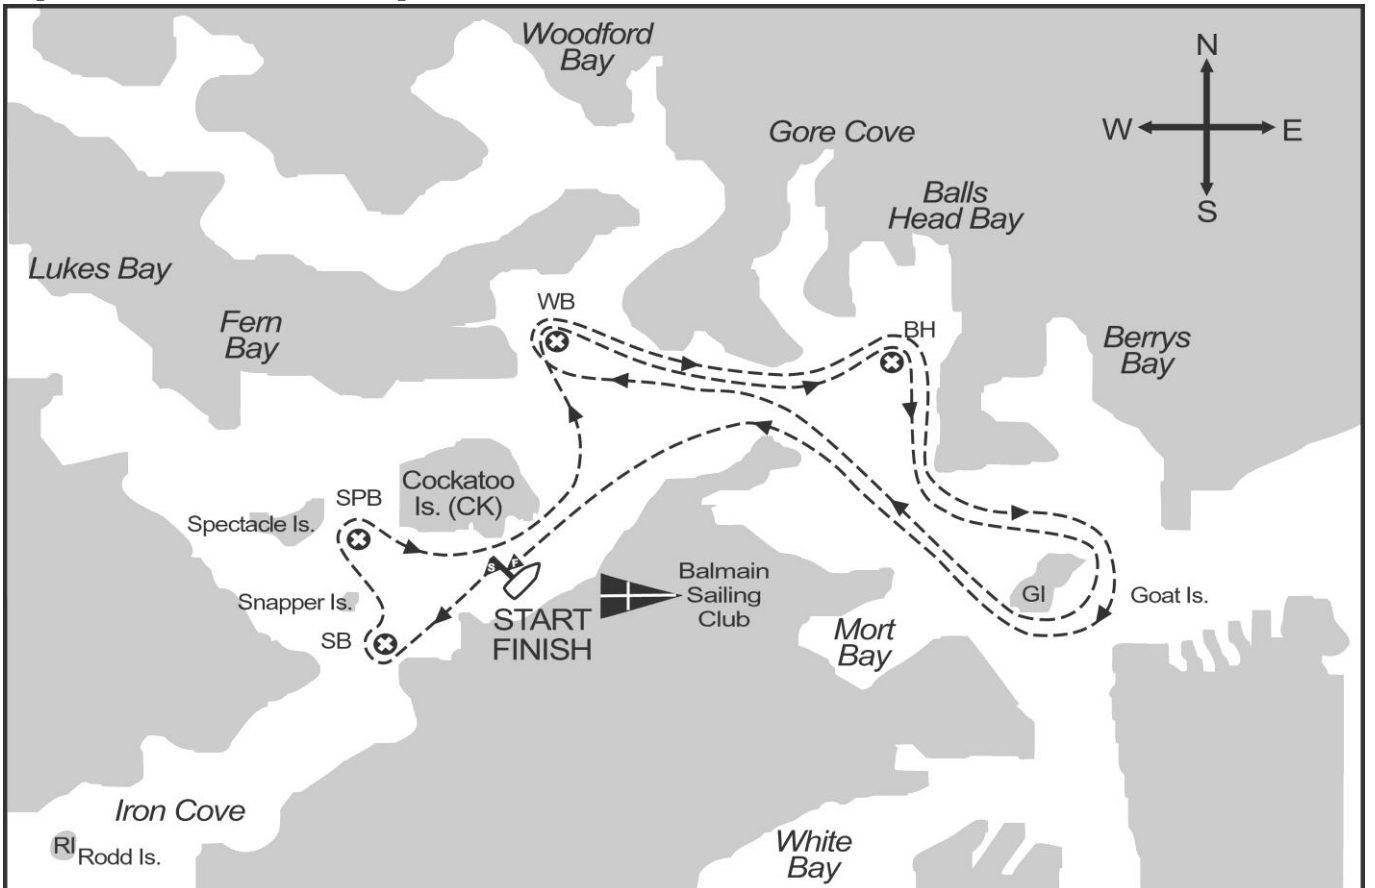 Woodford
Bay
N
W
E
S
Gore Cove
Balls
Head Bay
Lukes Bay
Fern
Bay
WB
BH
Berrys
Bay
Cockatoo
Is. (CK)
SPB
Spectacle Is.
S
F
Snapper Is.
SB
START
FINISH
Balmain
Sailing
Club
GI
Goat Is.
Mort
Bay
Iron Cove
RI
Rodd Is.
White
Bay